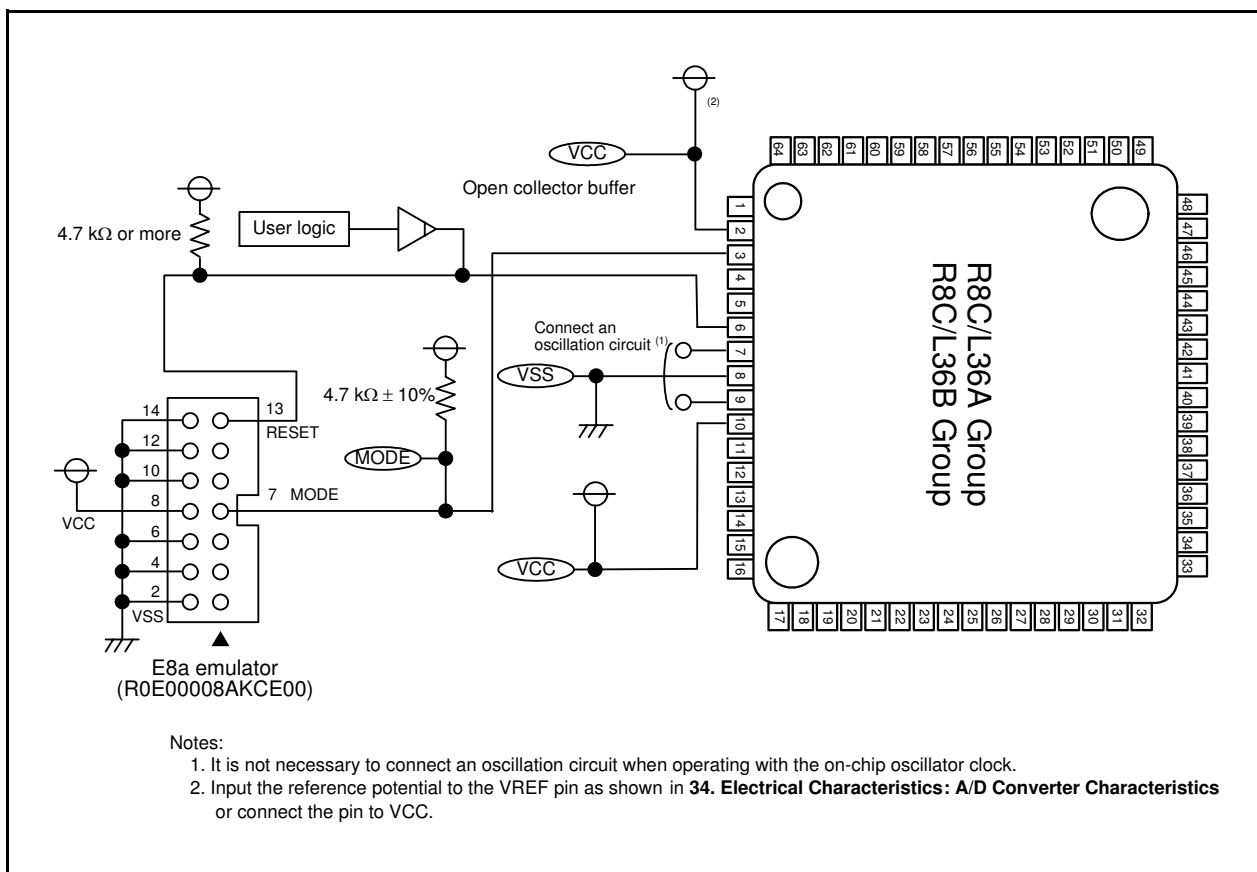 (2)
VCC
Open collector buffer
4.7 kΩ or more
User logic
Connect an
oscillation circuit (1)
VSS
4.7 kΩ ± 10%
MODE
VCC
14
13
RESET
12
10
7 MODE
8
VCC
6
4
2
VSS
E8a emulator
(R0E00008AKCE00)
64 63 62 61 60 59 58 57 56 55 54 53 52 51 50 49
1
2
3
4
5
6
7
8
9
10
11
12
13
14
15
16
R8C/L36A Group
R8C/L36B Group
48
47
46
45
44
43
42
41
40
39
38
37
36
35
34
33
17 18 19 20 21 22 23 24 25 26 27 28 29 30 31 32
Notes:
1. It is not necessary to connect an oscillation circuit when operating with the on-chip oscillator clock.
2. Input the reference potential to the VREF pin as shown in 34. Electrical Characteristics: A/D Converter Characteristics
or connect the pin to VCC.